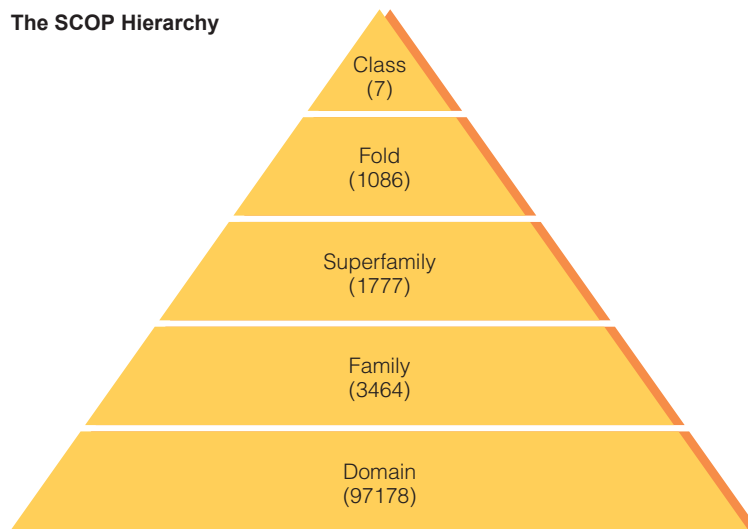 The SCOP Hierarchy
Class
(7)
Fold
(1086)
Superfamily
(1777)
Family
(3464)
Domain
(97178)